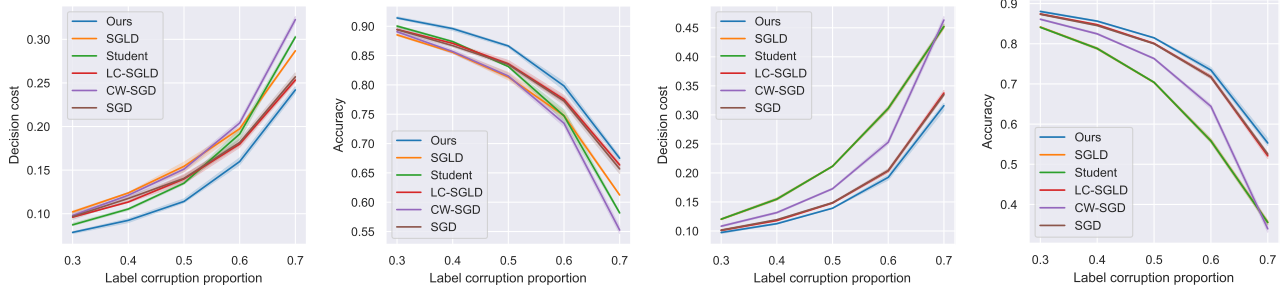 Decision cost
0.30
0.25
0.20
0.15
0.10
Ours
SGLD
Student
LC-SGLD
CW-SGD
SGD
0.3 0.4 0.5 0.6 0.7
Label corruption proportion
Accuracy
0.90
0.85
0.80
0.75
0.70
0.65
0.60
0.55
Ours
SGLD
Student
LC-SGLD
CW-SGD
SGD
0.3 0.4 0.5 0.6 0.7
Label corruption proportion
Decision cost
0.45
0.40
0.35
0.30
0.25
0.20
0.15
0.10
Ours
SGLD
Student
LC-SGLD
CW-SGD
SGD
0.3 0.4 0.5 0.6 0.7
Label corruption proportion
Accuracy
0.9
0.8
0.7
0.6
0.5
0.4
Ours
SGLD
Student
LC-SGLD
CW-SGD
SGD
0.3 0.4 0.5 0.6 0.7
Label corruption proportion